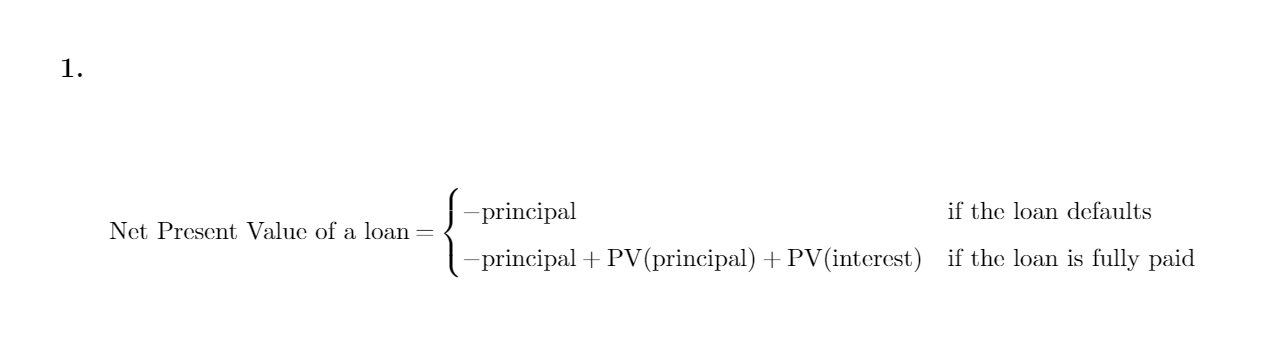 1.
−principal if the loan defaults
Net Present Value of a loan = {
−principal + PV(principal) + PV(interest) if the loan is fully paid